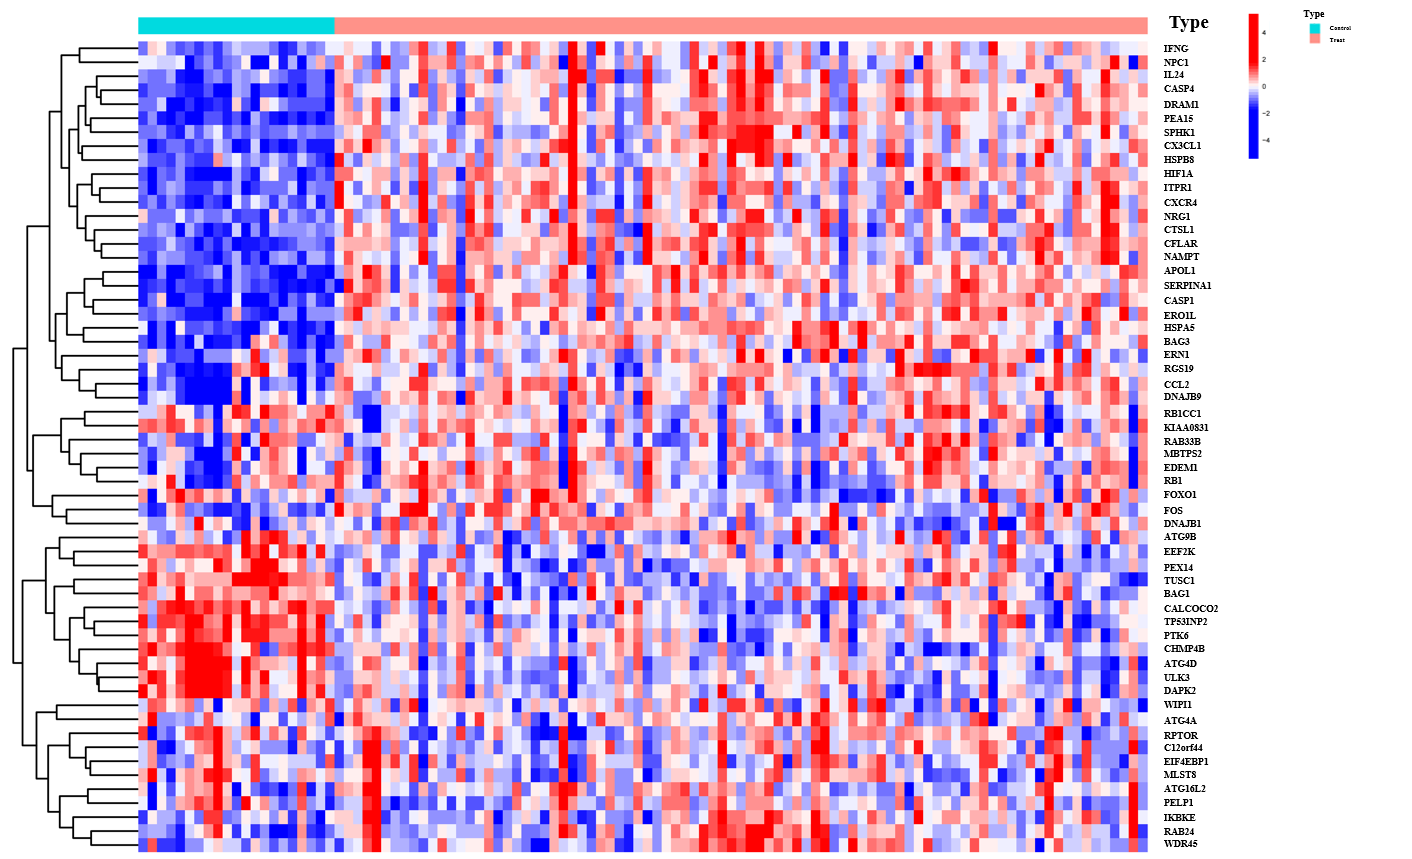 Type
IFNG
NPC1
IL24
CASP4
DRAM1
PEA15
SPHK1
CX3CL1
HSPB8
HIF1A
ITPR1
CXCR4
NRG1
CTSL1
CFLAR
NAMPT
APOL1
SERPINA1
CASP1
ERO1L
HSPA5
BAG3
ERN1
RGS19
CCL2
DNAJB9
RB1CC1
KIAA0831
RAB33B
MBTPS2
EDEM1
RB1
FOXO1
FOS
DNAJB1
ATG9B
EEF2K
PEX14
TUSC1
BAG1
CALCOCO2
TP53INP2
PTK6
CHMP4B
ATG4D
ULK3
DAPK2
WIPI1
ATG4A
RPTOR
C12orf44
EIF4EBP1
MLST8
ATG16L2
PELP1
IKBKE
RAB24
WDR45
4
2
0
−2
−4
Type
Control
Treat